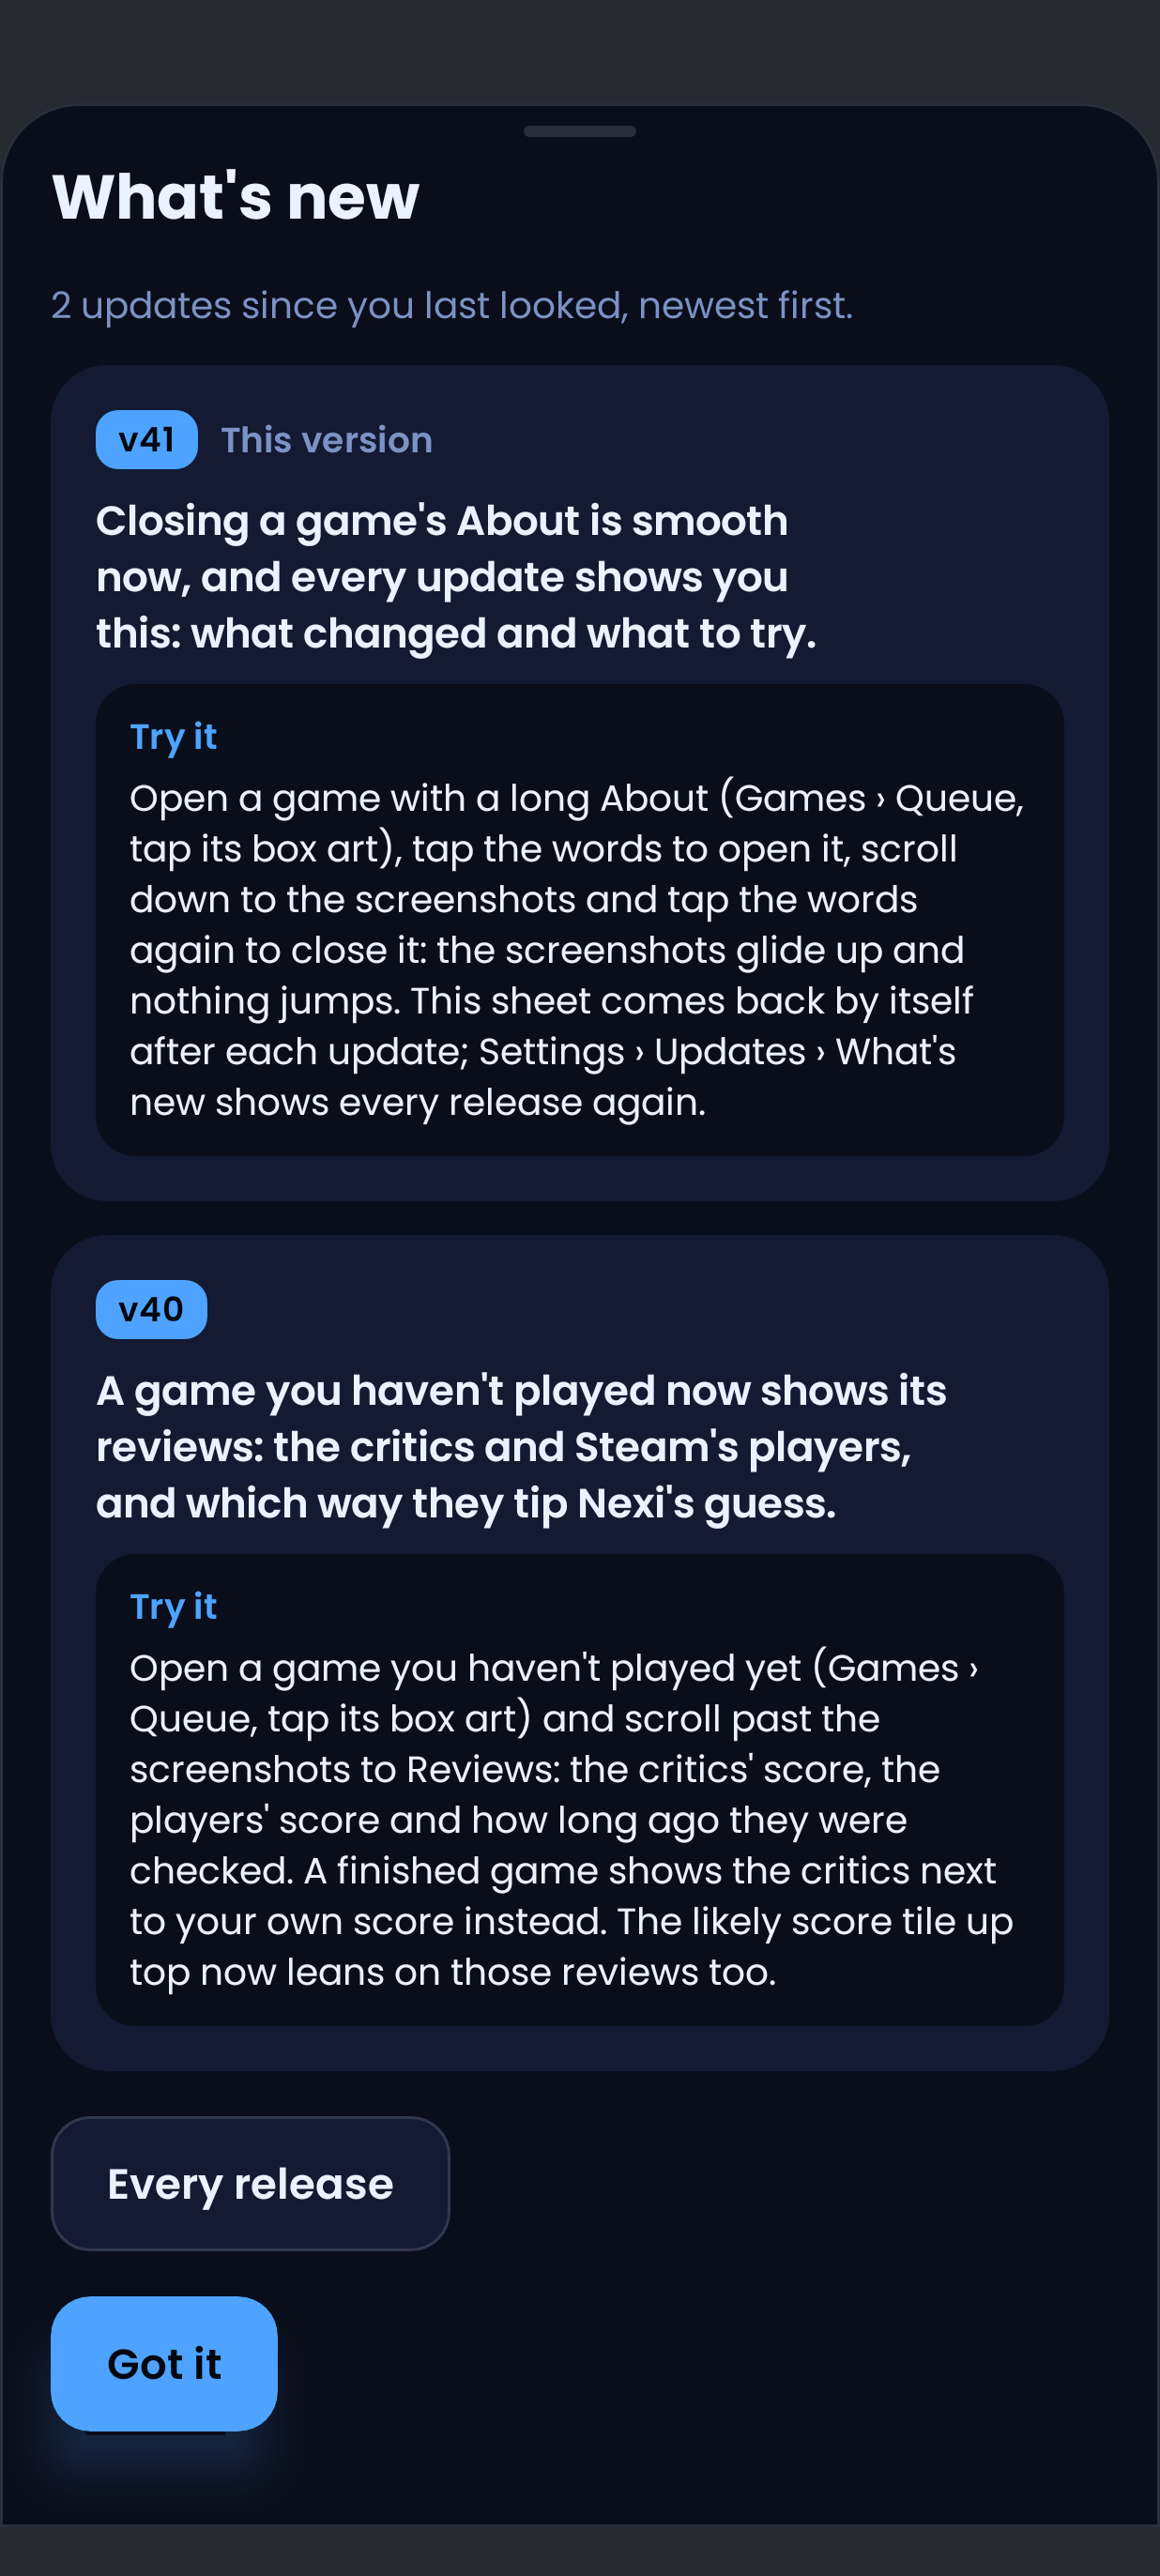 What's new
2 updates since you last looked, newest first.
v41 This version
Closing a game's About is smooth
now, and every update shows you
this: what changed and what to try.
Try it
Open a game with a long About (Games › Queue,
tap its box art), tap the words to open it, scroll
down to the screenshots and tap the words
again to close it: the screenshots glide up and
nothing jumps. This sheet comes back by itself
after each update; Settings › Updates › What's
new shows every release again.
v40
A game you haven't played now shows its
reviews: the critics and Steam's players,
and which way they tip Nexi's guess.
Try it
Open a game you haven't played yet (Games ›
Queue, tap its box art) and scroll past the
screenshots to Reviews: the critics' score, the
players' score and how long ago they were
checked. A finished game shows the critics next
to your own score instead. The likely score tile up
top now leans on those reviews too.
Every release
Got it